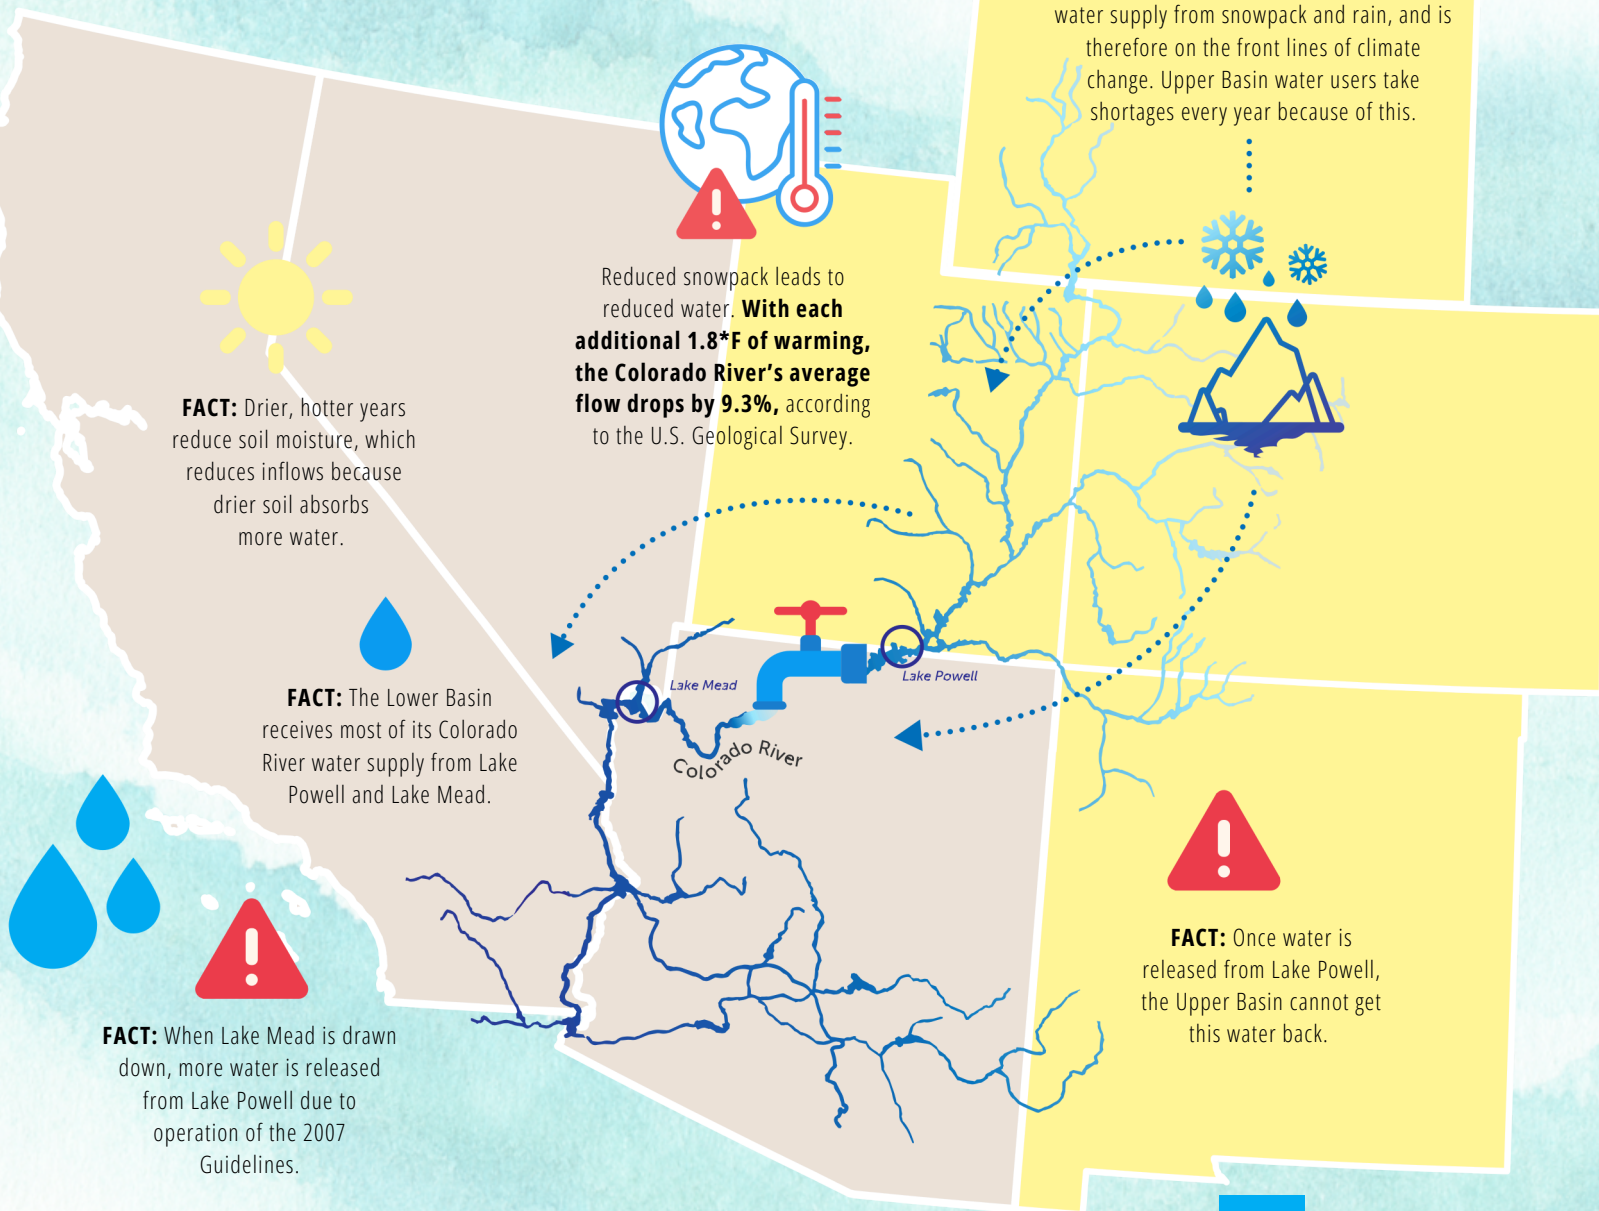 water supply from snowpack and rain, and is
therefore on the front lines of climate
change. Upper Basin water users take
shortages every year because of this.
Reduced snowpack leads to
reduced water. With each
additional 1.8*F of warming,
the Colorado River's average
flow drops by 9.3%, according
to the U.S. Geological Survey.
FACT: Drier, hotter years
reduce soil moisture, which
reduces inflows because
drier soil absorbs
more water.
FACT: The Lower Basin
receives most of its Colorado
River water supply from Lake
Powell and Lake Mead.
Lake Mead
Lake Powell
Colorado River
FACT: Once water is
released from Lake Powell,
the Upper Basin cannot get
this water back.
FACT: When Lake Mead is drawn
down, more water is released
from Lake Powell due to
operation of the 2007
Guidelines.